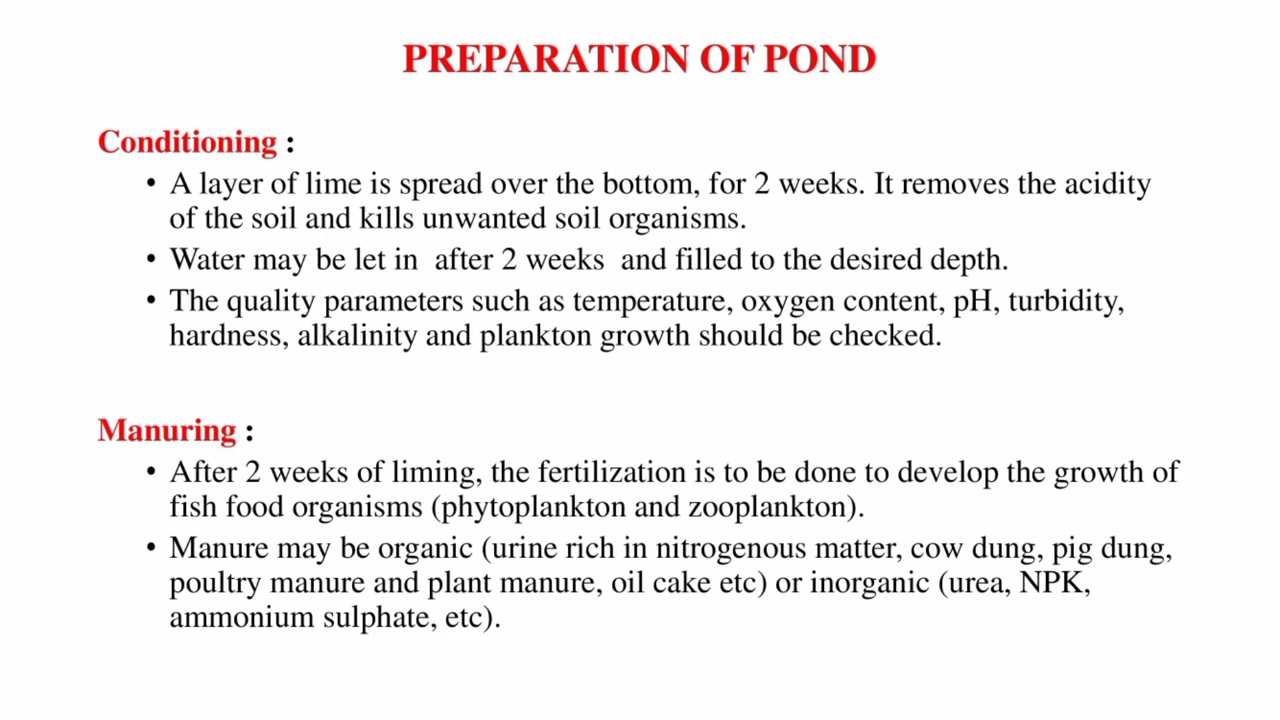 PREPARATION OF POND
Conditioning :
• A layer of lime is spread over the bottom, for 2 weeks. It removes the acidity
of the soil and kills unwanted soil organisms.
• Water may be let in  after 2 weeks  and filled to the desired depth.
• The quality parameters such as temperature, oxygen content, pH, turbidity,
hardness, alkalinity and plankton growth should be checked.
Manuring :
• After 2 weeks of liming, the fertilization is to be done to develop the growth of
fish food organisms (phytoplankton and zooplankton).
• Manure may be organic (urine rich in nitrogenous matter, cow dung, pig dung,
poultry manure and plant manure, oil cake etc) or inorganic (urea, NPK,
ammonium sulphate, etc).